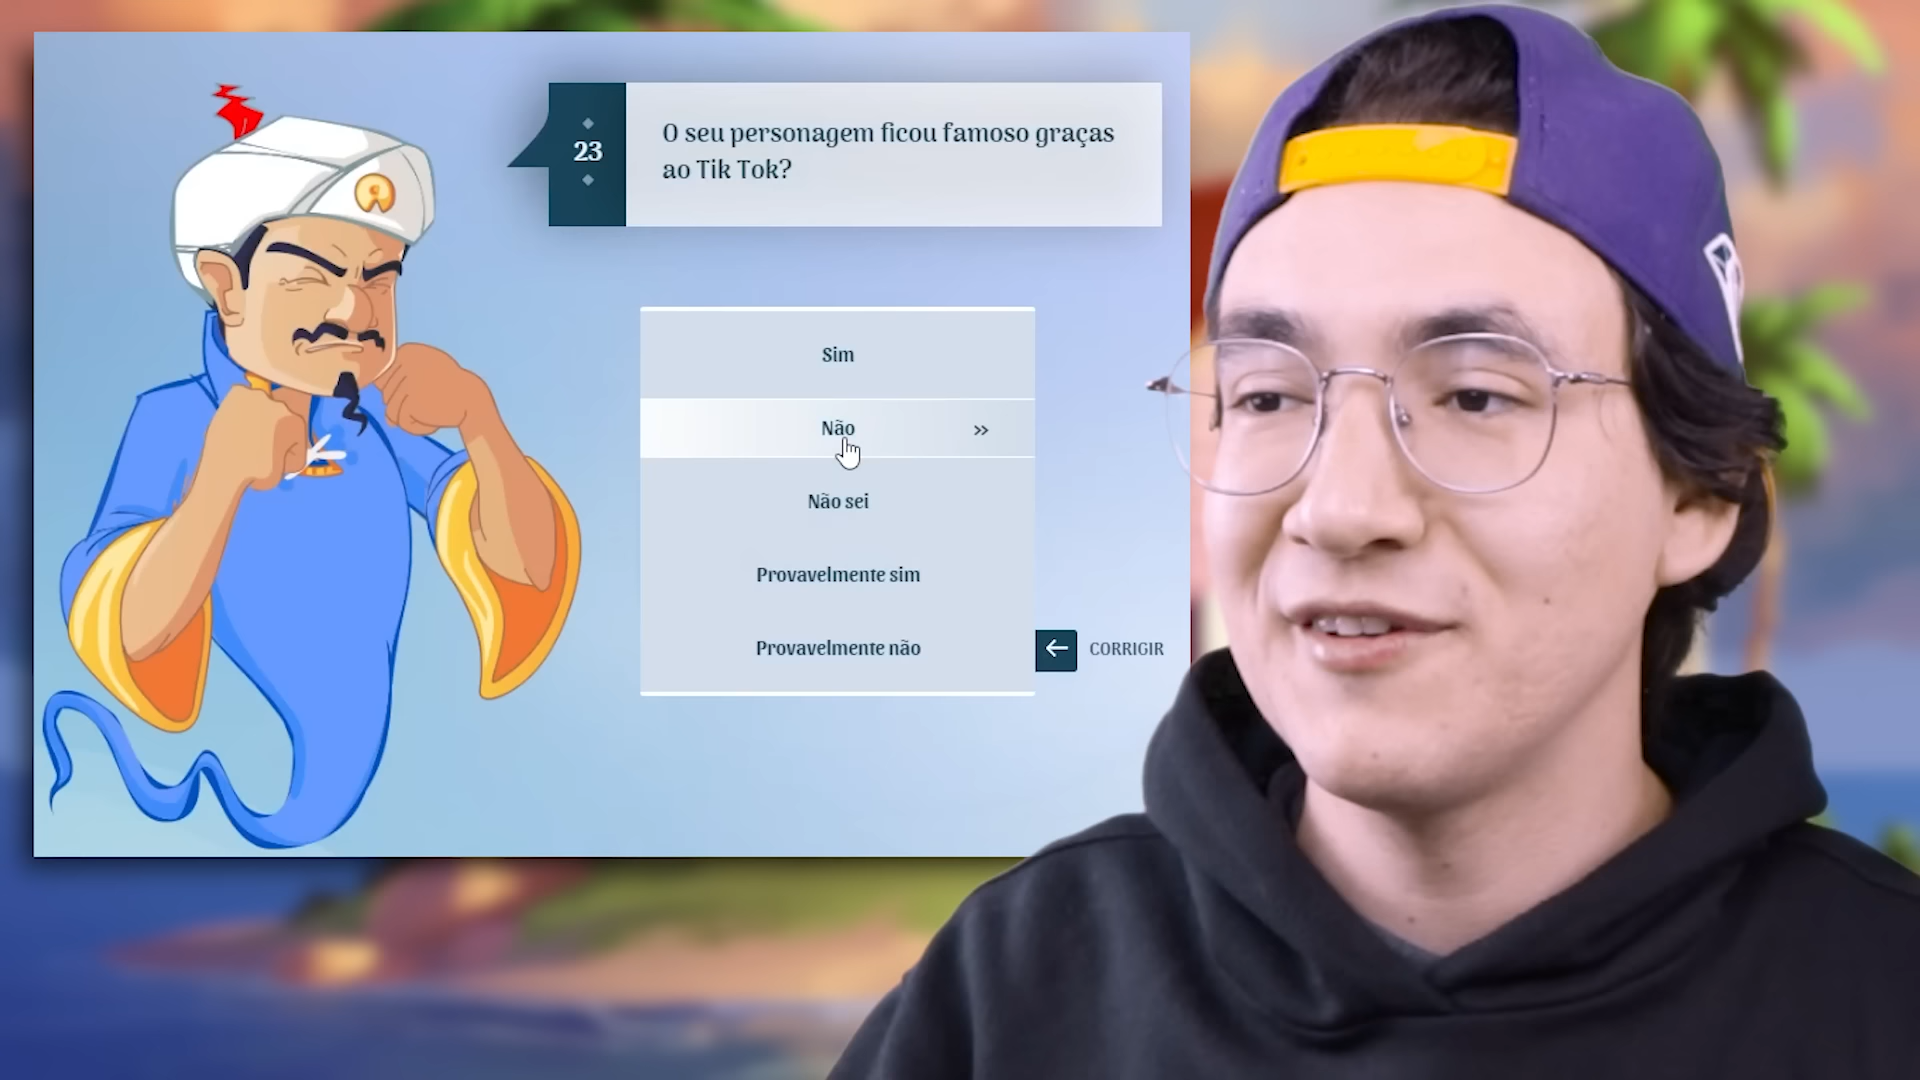 23
O seu personagem ficou famoso graças
ao Tik Tok?
Sim
Não
Não sei
Provavelmente sim
Provavelmente não
CORRIGIR